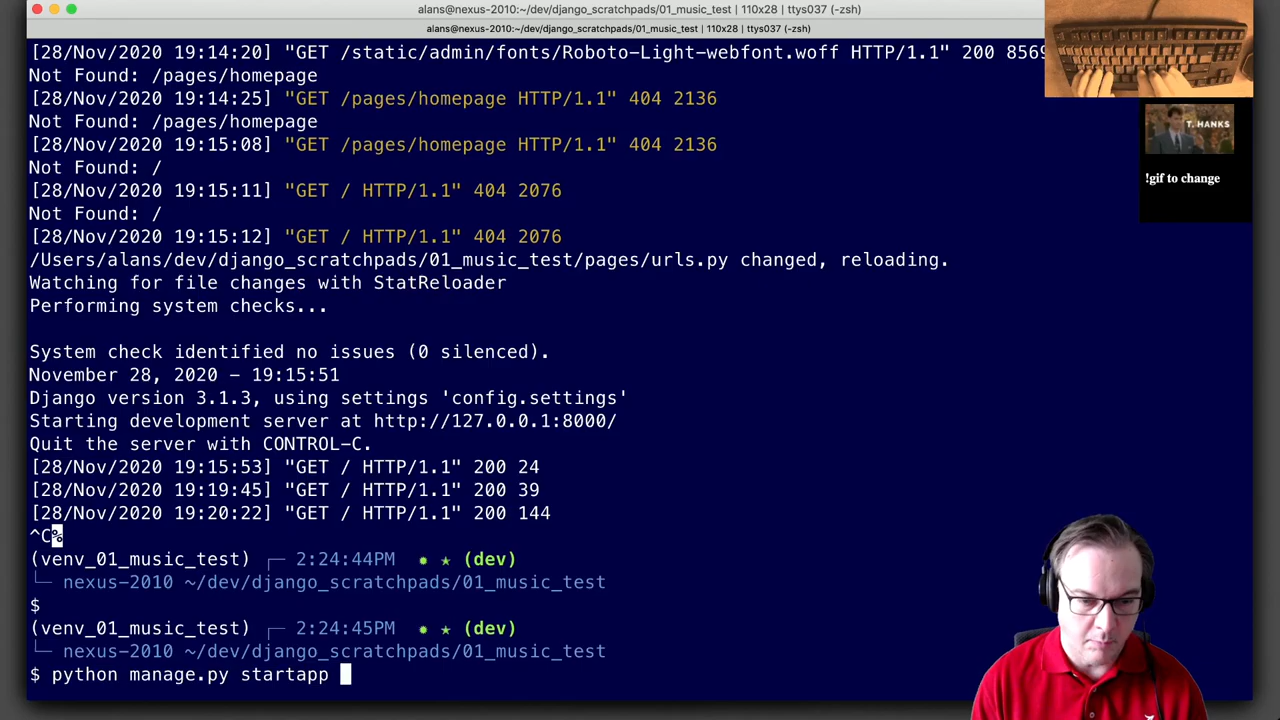 alans@nexus-2010:~/dev/django_scratchpads/01_music_test | 110x28 | ttys037 (-zsh)
alans@nexus-2010:~/dev/django_scratchpads/01_music_test | 110x28 | ttys037 (-zsh)
[28/Nov/2020 19:14:20] "GET /static/admin/fonts/Roboto-Light-webfont.woff HTTP/1.1" 200 8569
Not Found: /pages/homepage
[28/Nov/2020 19:14:25] "GET /pages/homepage HTTP/1.1" 404 2136
Not Found: /pages/homepage
[28/Nov/2020 19:15:08] "GET /pages/homepage HTTP/1.1" 404 2136
Not Found: /
[28/Nov/2020 19:15:11] "GET / HTTP/1.1" 404 2076
Not Found: /
[28/Nov/2020 19:15:12] "GET / HTTP/1.1" 404 2076
/Users/alans/dev/django_scratchpads/01_music_test/pages/urls.py changed, reloading.
Watching for file changes with StatReloader
Performing system checks...
System check identified no issues (0 silenced).
November 28, 2020 - 19:15:51
Django version 3.1.3, using settings 'config.settings'
Starting development server at http://127.0.0.1:8000/
Quit the server with CONTROL-C.
[28/Nov/2020 19:15:53] "GET / HTTP/1.1" 200 24
[28/Nov/2020 19:19:45] "GET / HTTP/1.1" 200 39
[28/Nov/2020 19:20:22] "GET / HTTP/1.1" 200 144
^C%
(venv_01_music_test) ┌─ 2:24:44PM ✹ ★ (dev)
└─ nexus-2010 ~/dev/django_scratchpads/01_music_test
$
(venv_01_music_test) ┌─ 2:24:45PM ✹ ★ (dev)
└─ nexus-2010 ~/dev/django_scratchpads/01_music_test
$ python manage.py startapp
T. HANKS
!gif to change